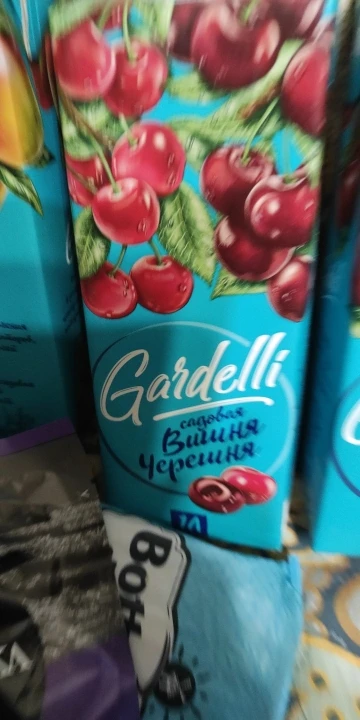 Gardelli
садовая
Вишня
Черешня
1Л
Вон